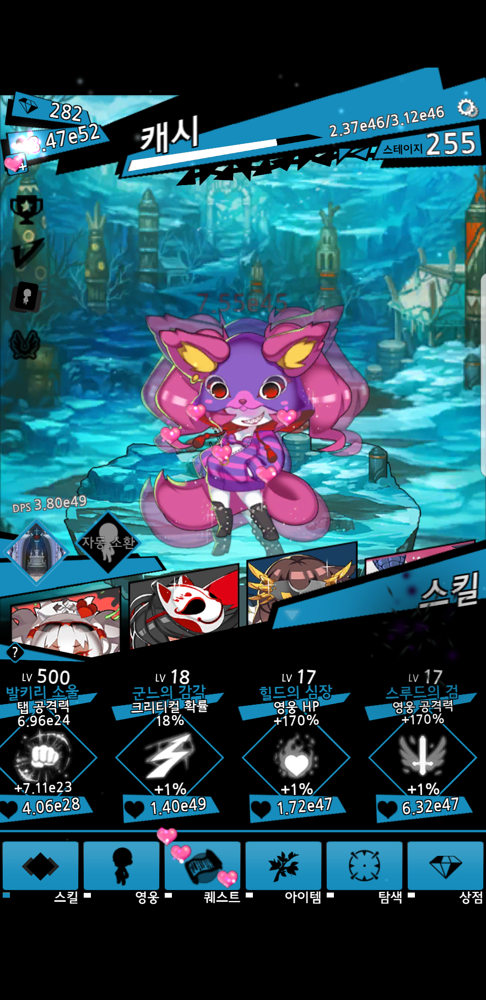 282
3.47e52
+
캐시
2.37e46/3.12e46
스테이지 255
7.55e45
DPS 3.80e49
자동 소환
스킬
?
LV 500
발키리 소울
탭 공격력
6.96e24
+7.11e23
4.06e28
LV 18
군느의 감각
크리티컬 확률
18%
+1%
1.40e49
LV 17
힐드의 심장
영웅 HP
+170%
+1%
1.72e47
LV 17
스루드의 검
영웅 공격력
+170%
+1%
6.32e47
스킬
영웅
퀘스트
아이템
탐색
상점